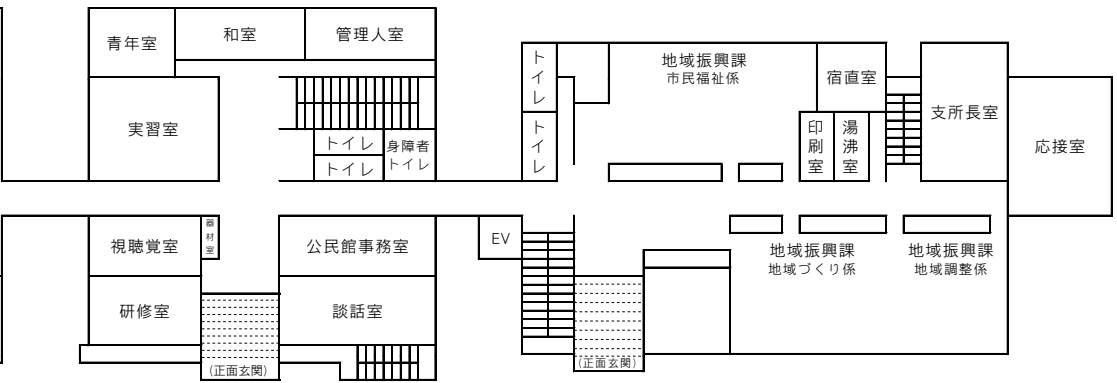 青年室
和室
管理人室
実習室
トイレ
トイレ
身障者
トイレ
視聴覚室
器材室
公民館事務室
研修室
談話室
(正面玄関)
トイレ
トイレ
地域振興課
市民福祉係
宿直室
印刷室
湯沸室
支所長室
応接室
EV
地域振興課
地域づくり係
地域振興課
地域調整係
(正面玄関)